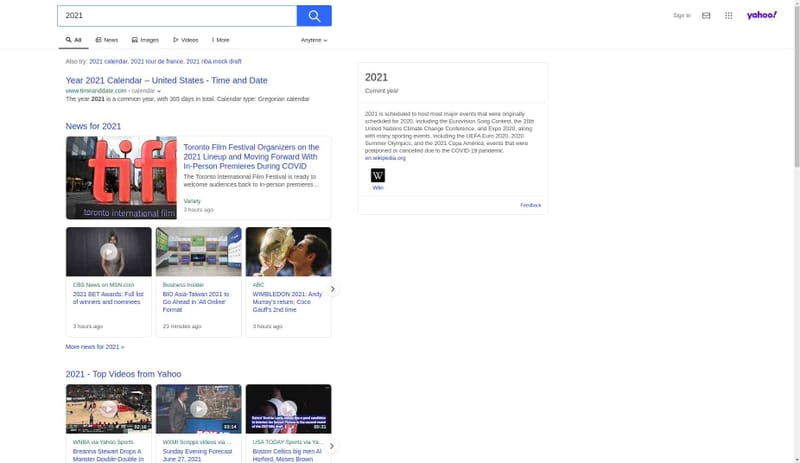 2021
Sign in
yahoo!
All
News
Images
Videos
More
Anytime
Also try: 2021 calendar, 2021 tour de france, 2021 nba mock draft
Year 2021 Calendar – United States - Time and Date
www.timeanddate.com › calendar
The year 2021 is a common year, with 365 days in total. Calendar type: Gregorian calendar
News for 2021
tiff
toronto international film
Toronto Film Festival Organizers on the
2021 Lineup and Moving Forward With
In-Person Premieres During COVID
The Toronto International Film Festival is ready to
welcome audiences back to in-person premieres…
Variety
3 hours ago
CBS News on MSN.com
2021 BET Awards: Full list
of winners and nominees
3 hours ago
Business Insider
BIO Asia-Taiwan 2021 to
Go Ahead in 'All Online'
Format
23 minutes ago
ABC
WIMBLEDON 2021: Andy
Murray's return; Coco
Gauff's 2nd time
3 hours ago
More news for 2021 »
2021 - Top Videos from Yahoo
02:18
WNBA via Yahoo Sports
Breanna Stewart Drops A
Monster Double-Double In
03:14
WXMI Scripps videos via ...
Sunday Evening Forecast
June 27, 2021
00:31
USA TODAY Sports via Ya...
Boston Celtics big men Al
Horford, Moses Brown
2021
Current year
2021 is scheduled to host most major events that were originally
scheduled for 2020, including the Eurovision Song Contest, the 26th
United Nations Climate Change Conference, and Expo 2020, along
with many sporting events, including the UEFA Euro 2020, 2020
Summer Olympics, and the 2021 Copa América; events that were
postponed or canceled due to the COVID-19 pandemic.
en.wikipedia.org
W
Wiki
Feedback